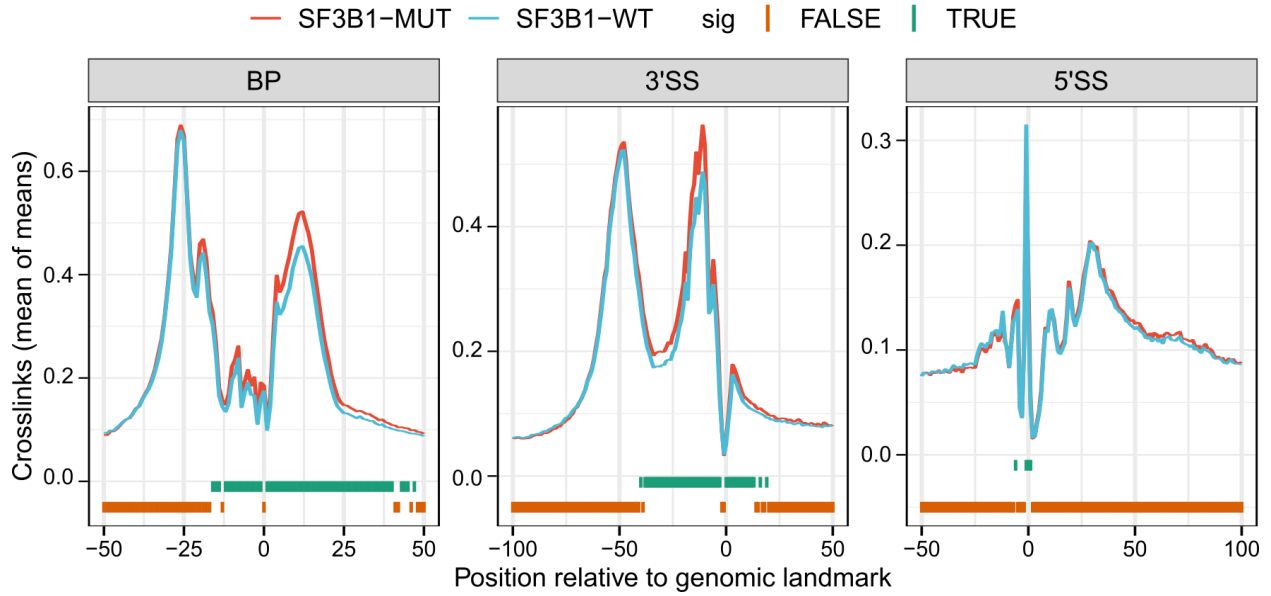 SF3B1−MUT SF3B1−WT sig FALSE TRUE
BP 3'SS 5'SS
Crosslinks (mean of means)
0.6
0.4
0.2
0.0
0.4
0.2
0.0
0.3
0.2
0.1
0.0
−50 −25 0 25 50
−100 −50 0 50
−50 0 50 100
Position relative to genomic landmark